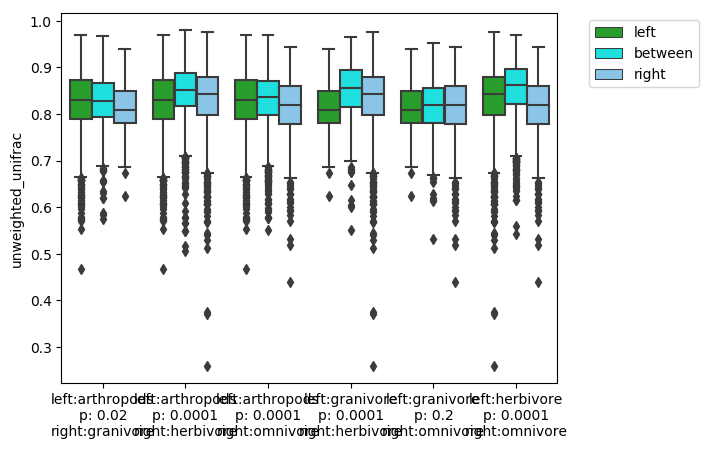 1.0
0.9
0.8
0.7
0.6
0.5
0.4
0.3
unweighted_unifrac
left
between
right
left:arthropods left:arthropods left:arthropods left:granivore left:granivore left:herbivore
p: 0.02 p: 0.0001 p: 0.0001 p: 0.0001 p: 0.2 p: 0.0001
right:granivore right:herbivore right:omnivore right:herbivore right:omnivore right:omnivore